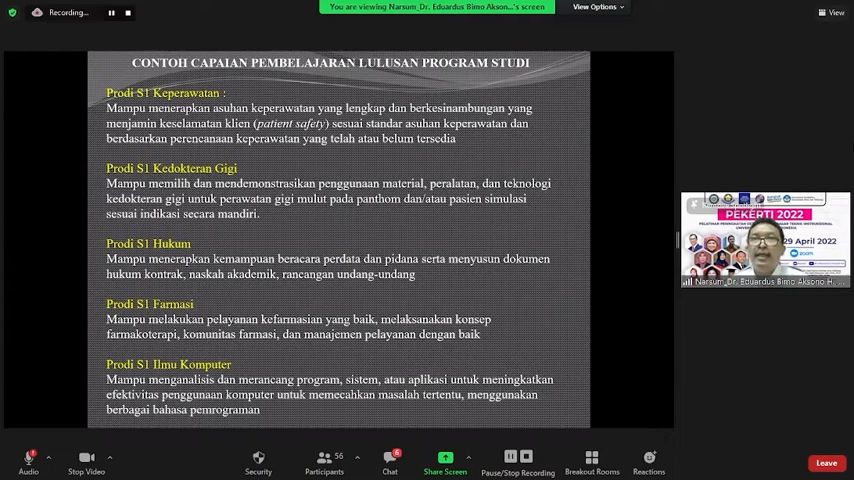 Recording...
You are viewing Narsum_Dr. Eduardus Bimo Akson...'s screen
View Options
View
CONTOH CAPAIAN PEMBELAJARAN LULUSAN PROGRAM STUDI
Prodi S1 Keperawatan :
Mampu menerapkan asuhan keperawatan yang lengkap dan berkesinambungan yang
menjamin keselamatan klien (patient safety) sesuai standar asuhan keperawatan dan
berdasarkan perencanaan keperawatan yang telah atau belum tersedia
Prodi S1 Kedokteran Gigi
Mampu memilih dan mendemonstrasikan penggunaan material, peralatan, dan teknologi
kedokteran gigi untuk perawatan gigi mulut pada panthom dan/atau pasien simulasi
sesuai indikasi secara mandiri.
Prodi S1 Hukum
Mampu menerapkan kemampuan beracara perdata dan pidana serta menyusun dokumen
hukum kontrak, naskah akademik, rancangan undang-undang
Prodi S1 Farmasi
Mampu melakukan pelayanan kefarmasian yang baik, melaksanakan konsep
farmakoterapi, komunitas farmasi, dan manajemen pelayanan dengan baik
Prodi S1 Ilmu Komputer
Mampu menganalisis dan merancang program, sistem, atau aplikasi untuk meningkatkan
efektivitas penggunaan komputer untuk memecahkan masalah tertentu, menggunakan
berbagai bahasa pemrograman
PEKERTI 2022
29 April 2022
zoom
Narsum_Dr. Eduardus Bimo Aksono H...
Audio
Stop Video
Security
56
Participants
6
Chat
Share Screen
Pause/Stop Recording
Breakout Rooms
Reactions
Leave